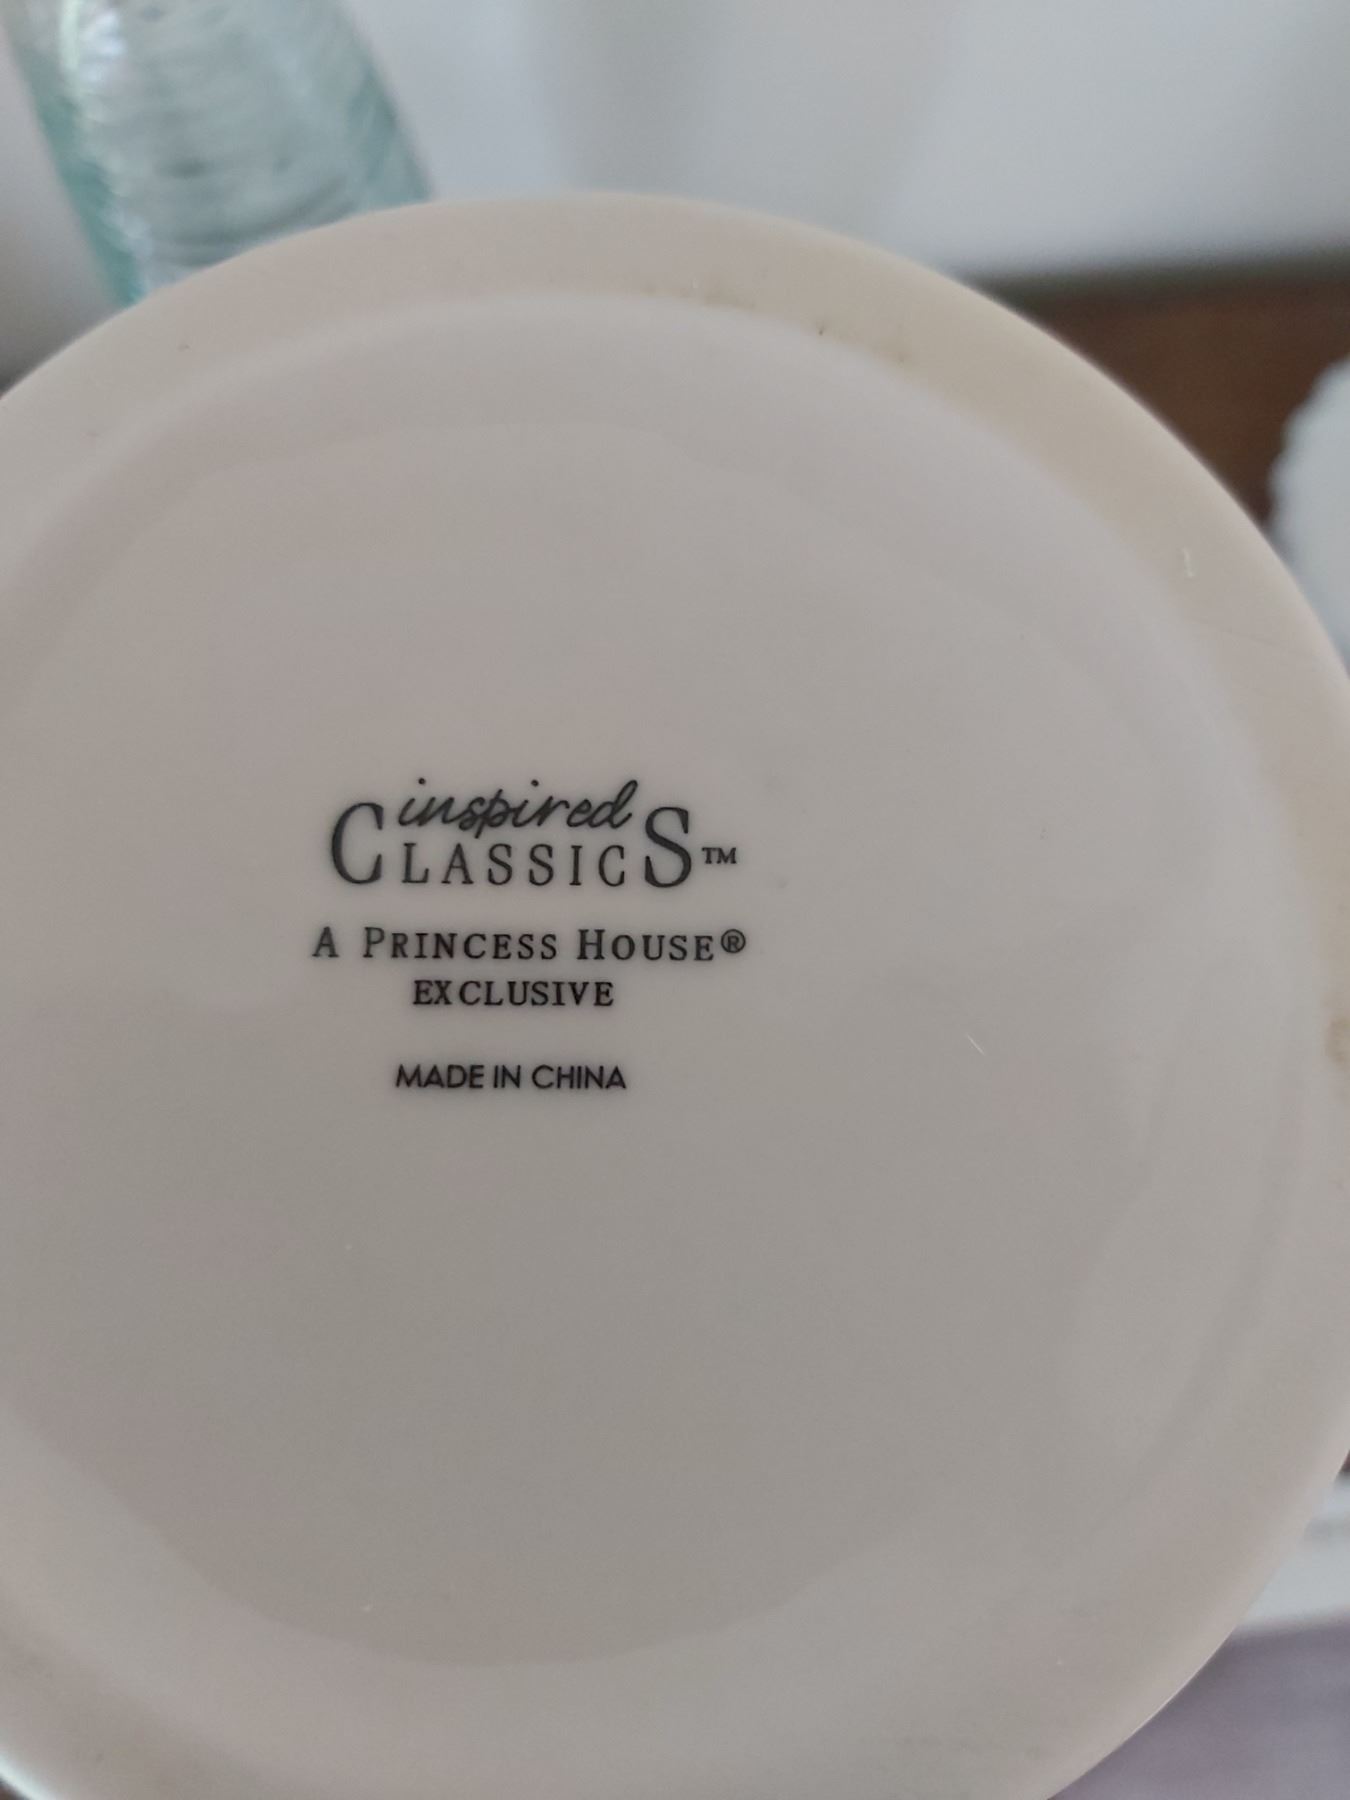 inspired
CLASSICS™
A PRINCESS HOUSE®
EXCLUSIVE
MADE IN CHINA